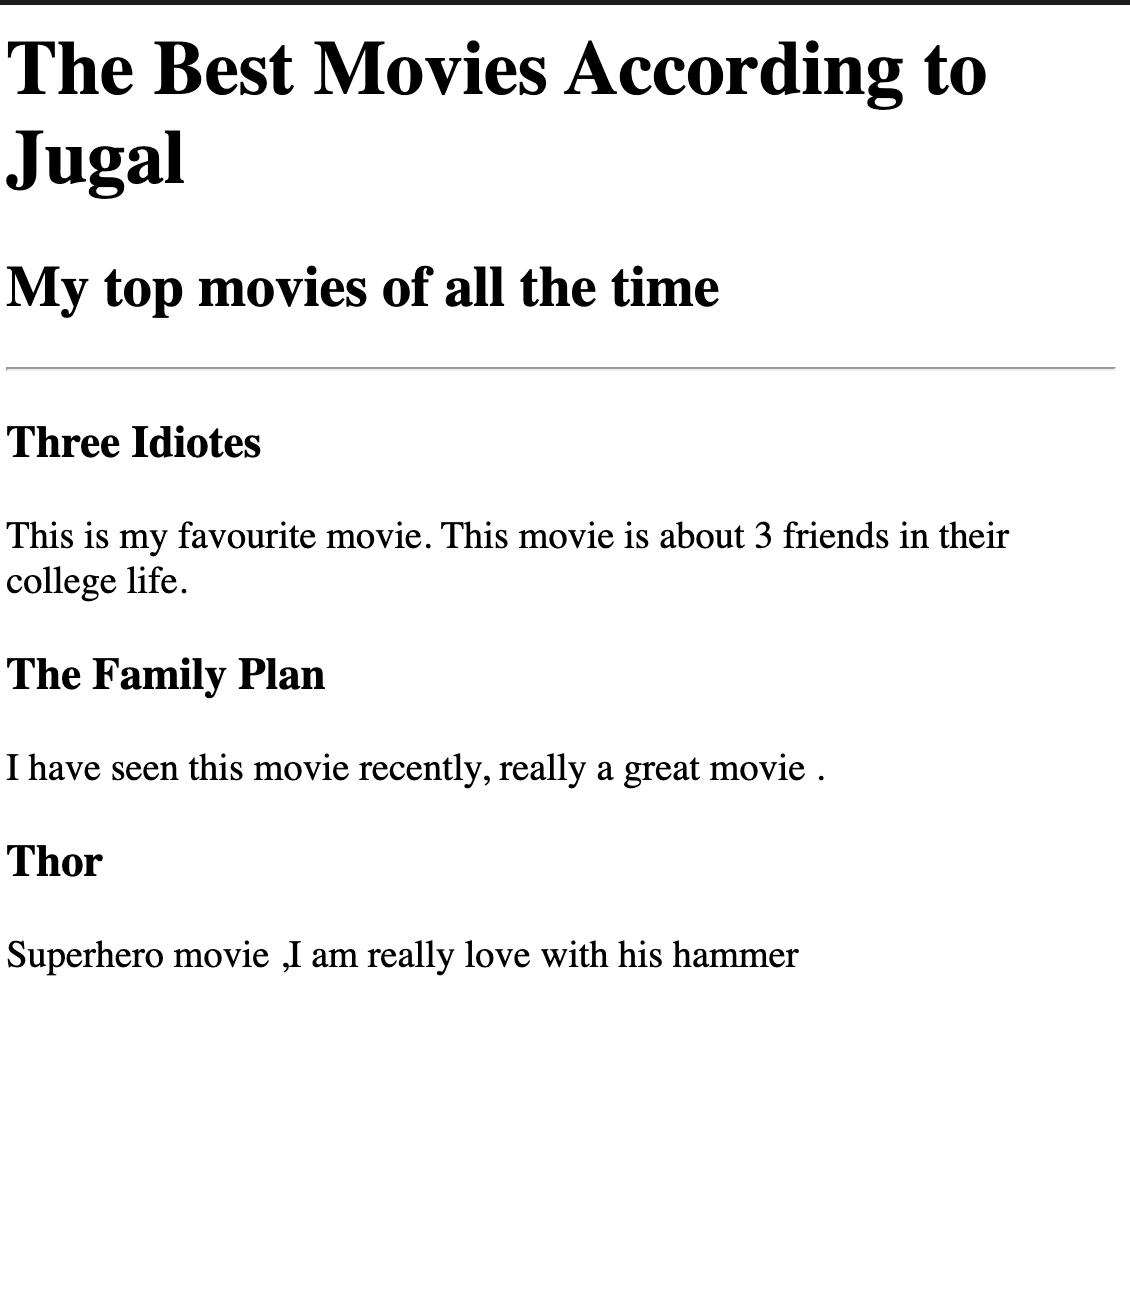 The Best Movies According to
Jugal
My top movies of all the time
Three Idiotes
This is my favourite movie. This movie is about 3 friends in their
college life.
The Family Plan
I have seen this movie recently, really a great movie .
Thor
Superhero movie ,I am really love with his hammer